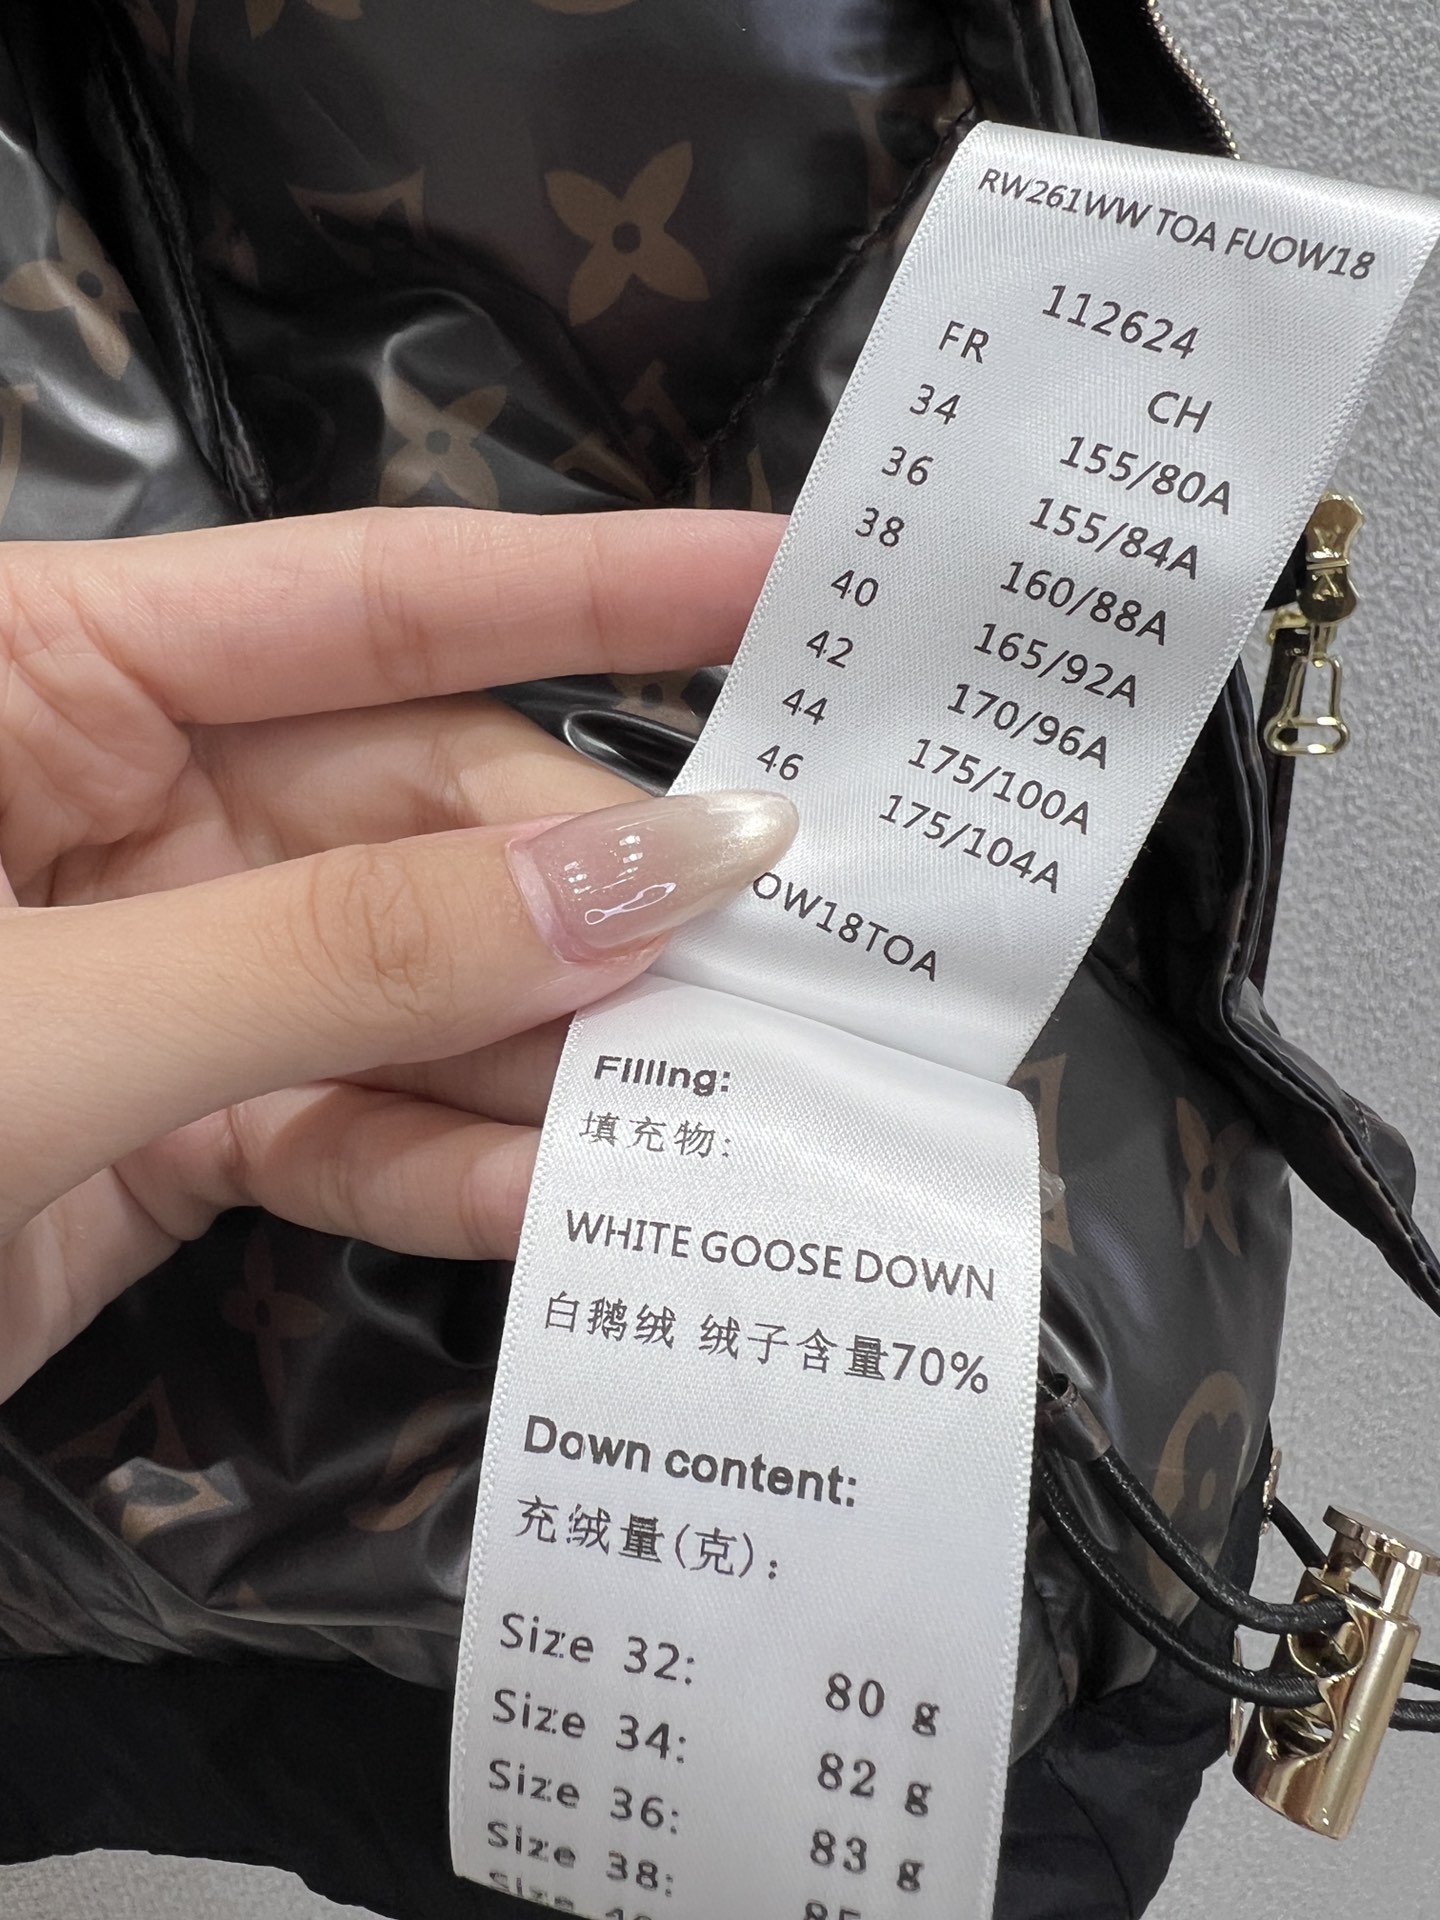 RW261WW TOA FUOW18
112624
FR CH
34 155/80A
36 155/84A
38 160/88A
40 165/92A
42 170/96A
44 175/100A
46 175/104A
OW18TOA
Filling:
填充物:
WHITE GOOSE DOWN
白鹅绒 绒子含量70%
Down content:
充绒量(克):
Size 32: 80 g
Size 34: 82 g
Size 36: 83 g
Size 38: 85
Size